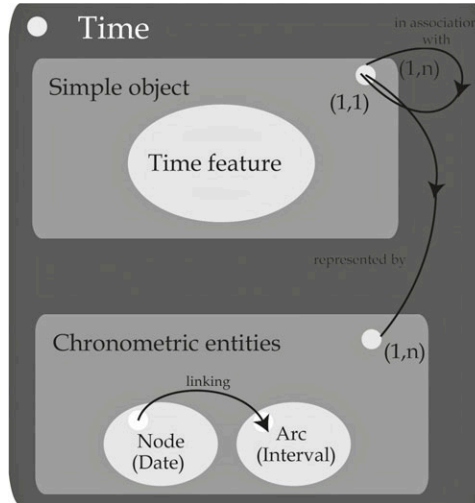 Time
in association
with
Simple object
(1,n)
(1,1)
Time feature
represented by
Chronometric entities
(1,n)
linking
Node
(Date)
Arc
(Interval)